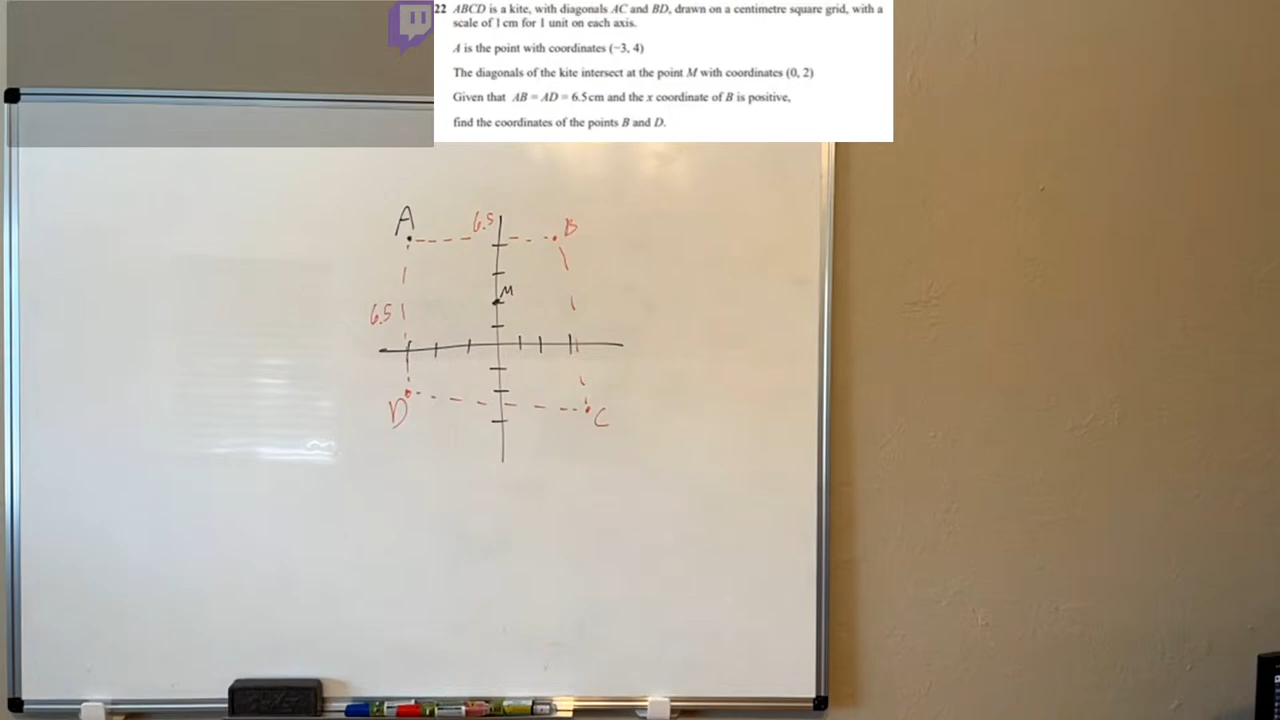 22 ABCD is a kite, with diagonals AC and BD, drawn on a centimetre square grid, with a
scale of 1 cm for 1 unit on each axis.
A is the point with coordinates (−3, 4)
The diagonals of the kite intersect at the point M with coordinates (0, 2)
Given that AB = AD = 6.5 cm and the x coordinate of B is positive,
find the coordinates of the points B and D.
A
6.5
B
M
6.5
D
C